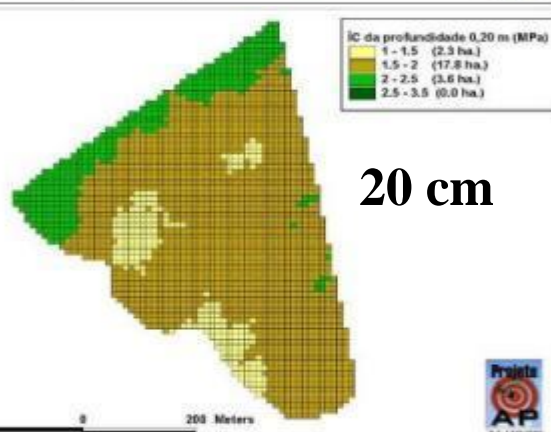 ÍC da profundidade 0,20 m (MPa)
1 - 1.5 (2.3 ha.)
1.5 - 2 (17.8 ha.)
2 - 2.5 (3.6 ha.)
2.5 - 3.5 (0.0 ha.)
20 cm
0 200 Meters
Projeto
AP